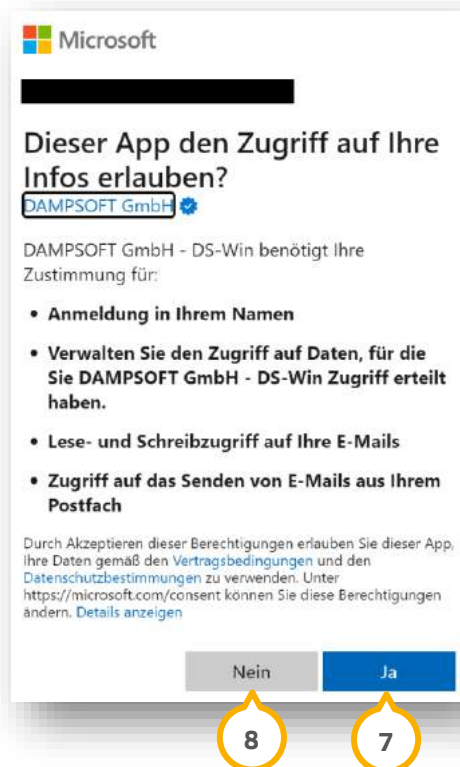 Microsoft
Dieser App den Zugriff auf Ihre
Infos erlauben?
DAMPSOFT GmbH
DAMPSOFT GmbH - DS-Win benötigt Ihre
Zustimmung für:
• Anmeldung in Ihrem Namen
• Verwalten Sie den Zugriff auf Daten, für die
Sie DAMPSOFT GmbH - DS-Win Zugriff erteilt
haben.
• Lese- und Schreibzugriff auf Ihre E-Mails
• Zugriff auf das Senden von E-Mails aus Ihrem
Postfach
Durch Akzeptieren dieser Berechtigungen erlauben Sie dieser App,
Ihre Daten gemäß den Vertragsbedingungen und den
Datenschutzbestimmungen zu verwenden. Unter
https://microsoft.com/consent können Sie diese Berechtigungen
ändern. Details anzeigen
Nein Ja
8 7